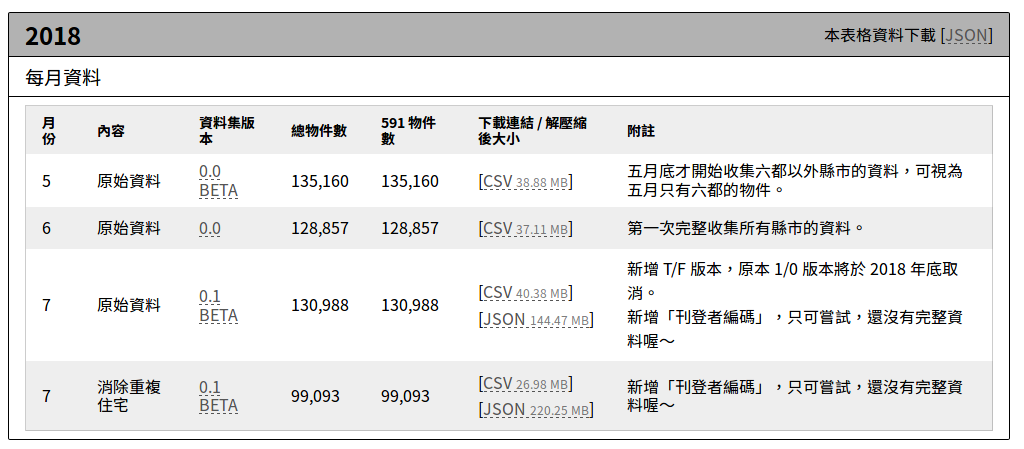 2018
本表格資料下載 [JSON]
每月資料
月份 內容 資料集版本 總物件數 591 物件數 下載連結 / 解壓縮後大小 附註
5 原始資料 0.0 BETA 135,160 135,160 [CSV 38.88 MB] 五月底才開始收集六都以外縣市的資料，可視為
五月只有六都的物件。
6 原始資料 0.0 128,857 128,857 [CSV 37.11 MB] 第一次完整收集所有縣市的資料。
7 原始資料 0.1 BETA 130,988 130,988 [CSV 40.38 MB]
[JSON 144.47 MB]
新增 T/F 版本，原本 1/0 版本將於 2018 年底取
消。
新增「刊登者編碼」，只可嘗試，還沒有完整資
料喔～
7 消除重複住宅 0.1 BETA 99,093 99,093 [CSV 26.98 MB]
[JSON 220.25 MB]
新增「刊登者編碼」，只可嘗試，還沒有完整資
料喔～